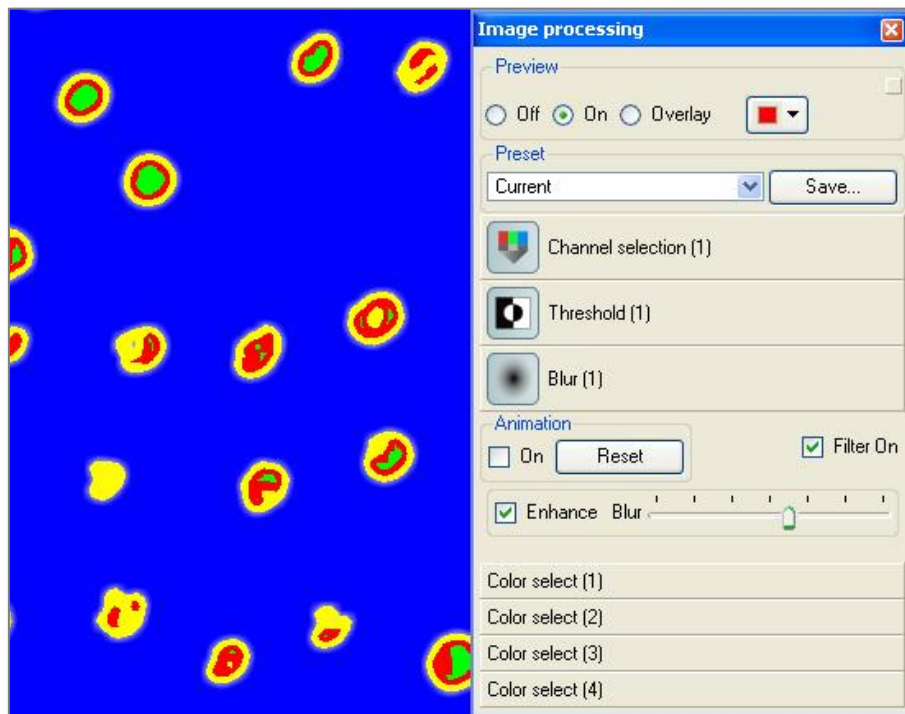 Image processing
Preview
Off On Overlay
Preset
Current Save...
Channel selection (1)
Threshold (1)
Blur (1)
Animation
On Reset Filter On
Enhance Blur
Color select (1)
Color select (2)
Color select (3)
Color select (4)